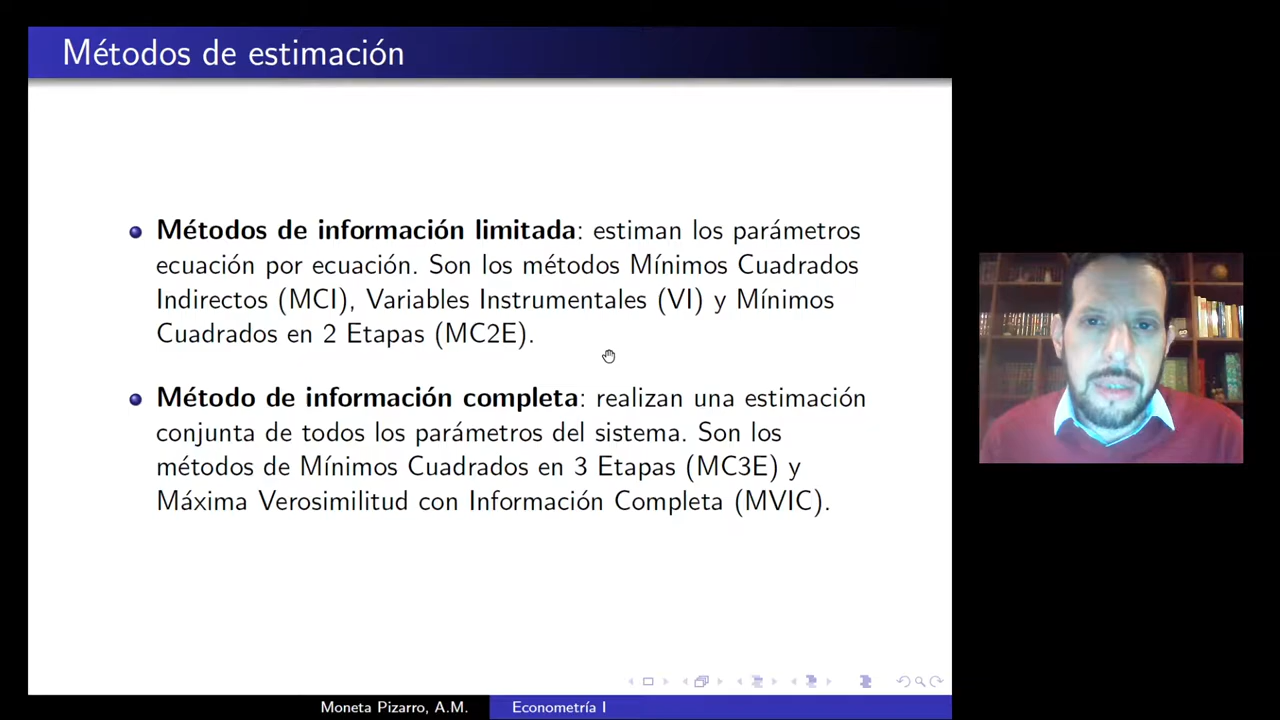 Métodos de estimación
Métodos de información limitada: estiman los parámetros
ecuación por ecuación. Son los métodos Mínimos Cuadrados
Indirectos (MCI), Variables Instrumentales (VI) y Mínimos
Cuadrados en 2 Etapas (MC2E).
Método de información completa: realizan una estimación
conjunta de todos los parámetros del sistema. Son los
métodos de Mínimos Cuadrados en 3 Etapas (MC3E) y
Máxima Verosimilitud con Información Completa (MVIC).
Moneta Pizarro, A.M. Econometría I